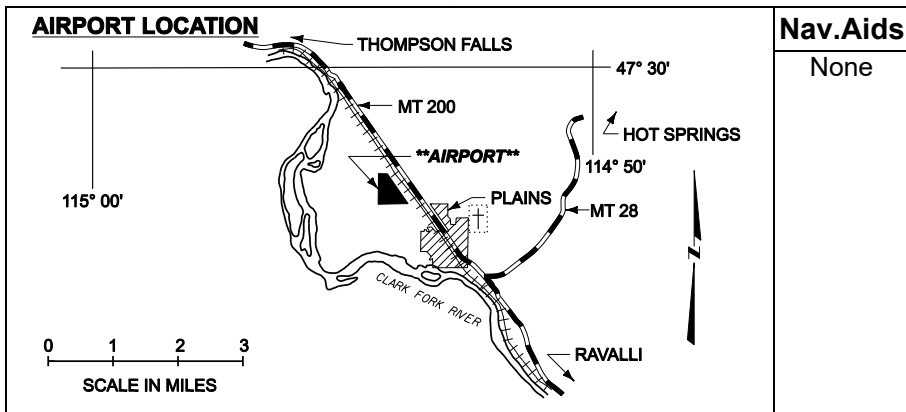 AIRPORT LOCATION
Nav.Aids
None
THOMPSON FALLS
47° 30'
MT 200
HOT SPRINGS
**AIRPORT**
114° 50'
115° 00'
PLAINS
MT 28
N
CLARK FORK RIVER
0 1 2 3
SCALE IN MILES
RAVALLI